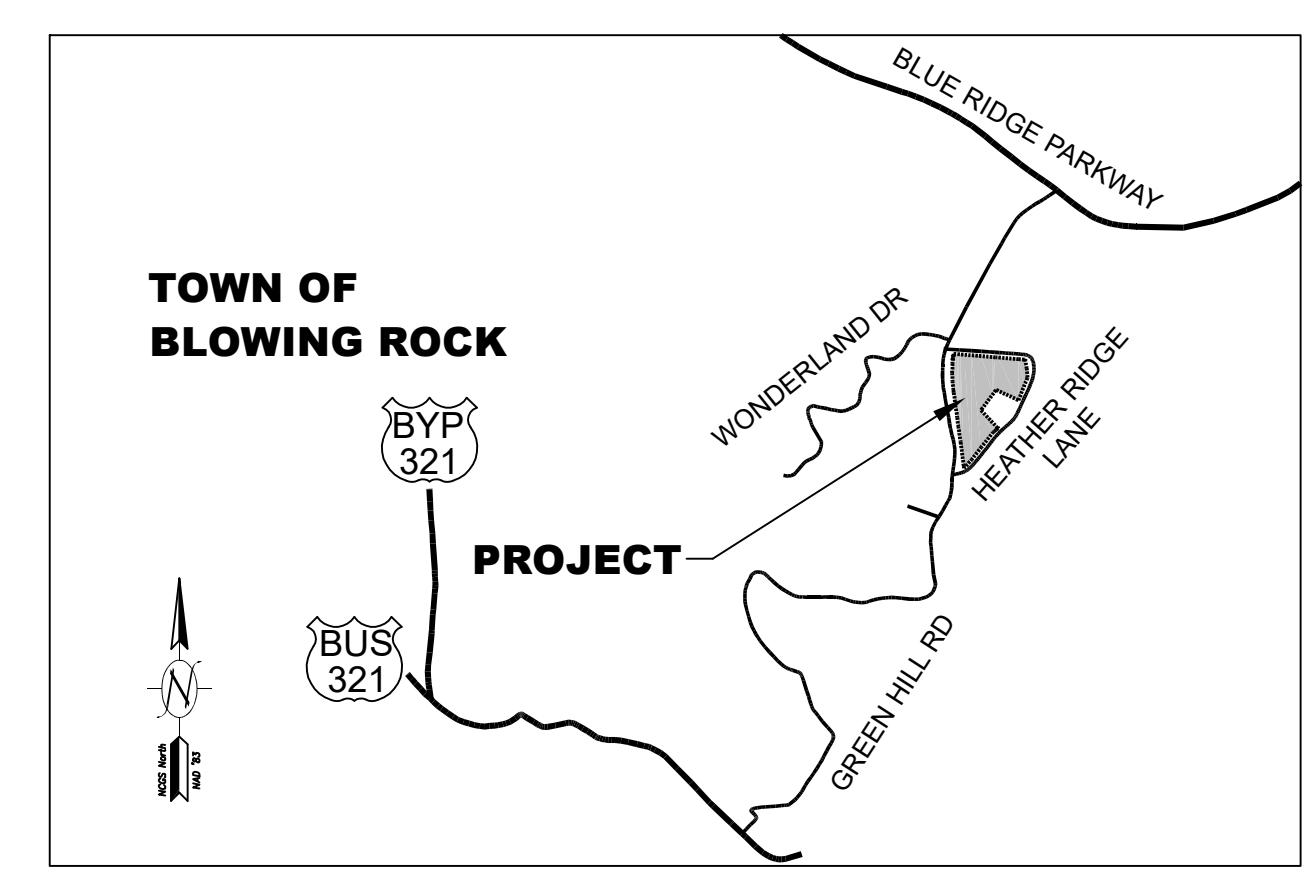 BLUE RIDGE PARKWAY
TOWN OF
BLOWING ROCK
WONDERLAND DR
HEATHER RIDGE
LANE
BYP
321
PROJECT
BUS
321
GREEN HILL RD
N
NCGS North
NAD '83